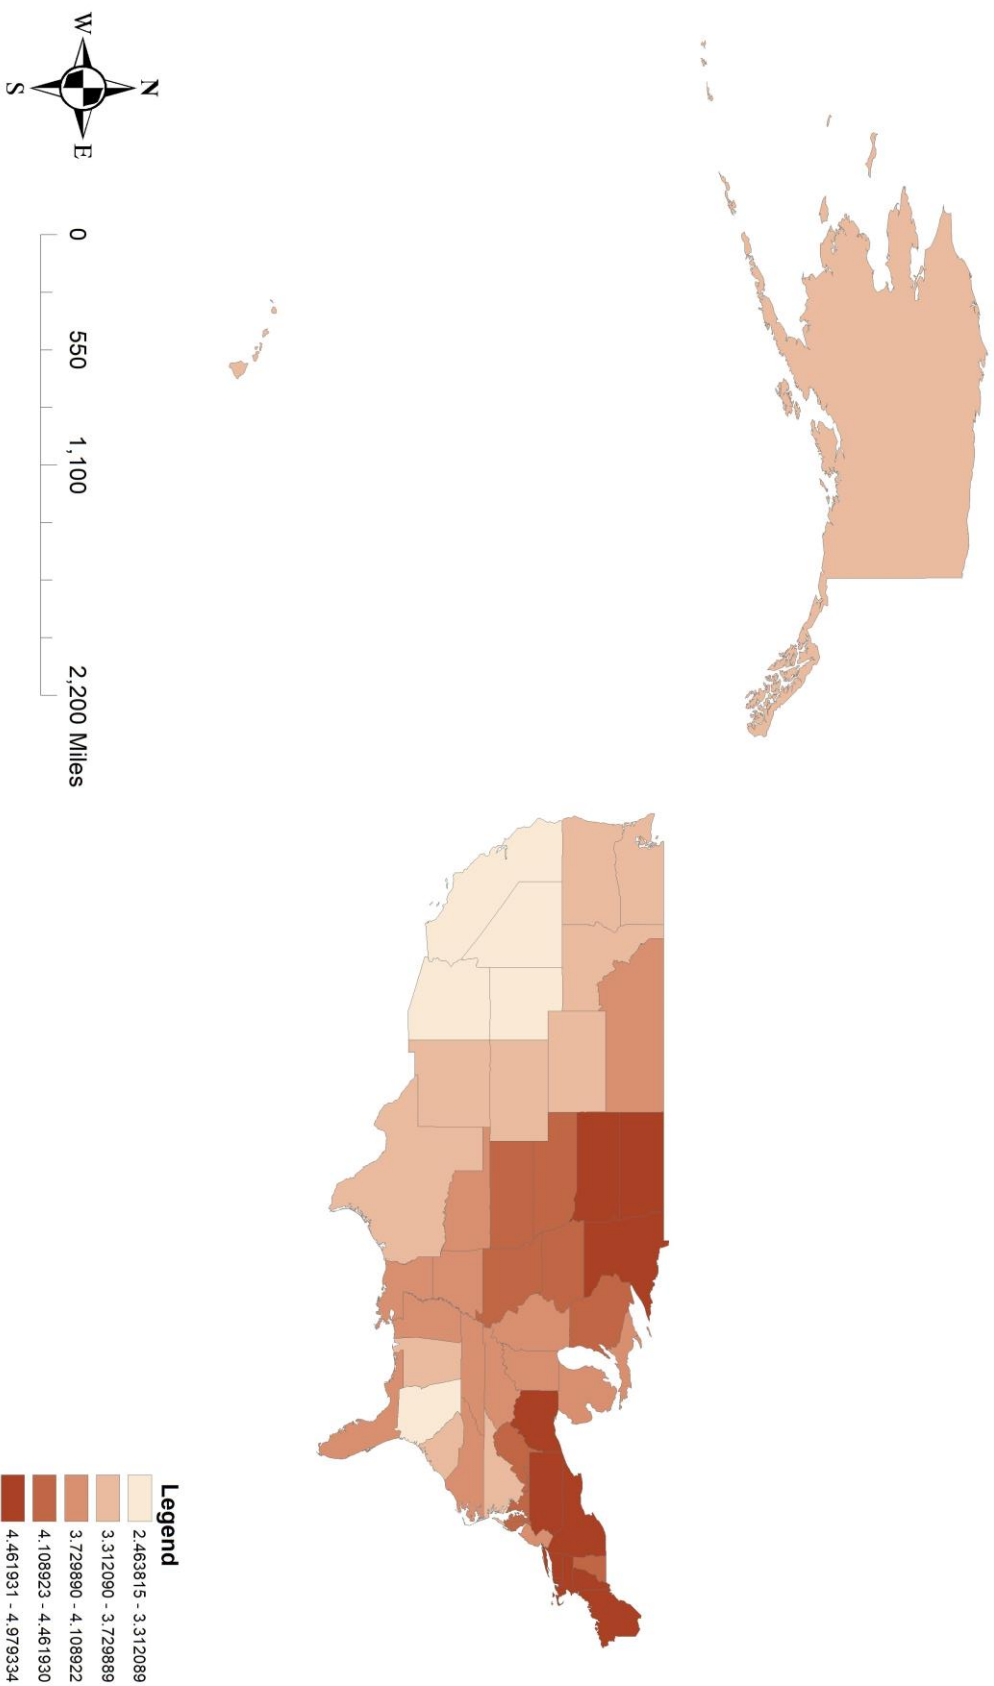 N
W
E
S
0 550 1,100 2,200 Miles
Legend
2.463815 - 3.312089
3.312090 - 3.729889
3.729890 - 4.108922
4.108923 - 4.461930
4.461931 - 4.979334